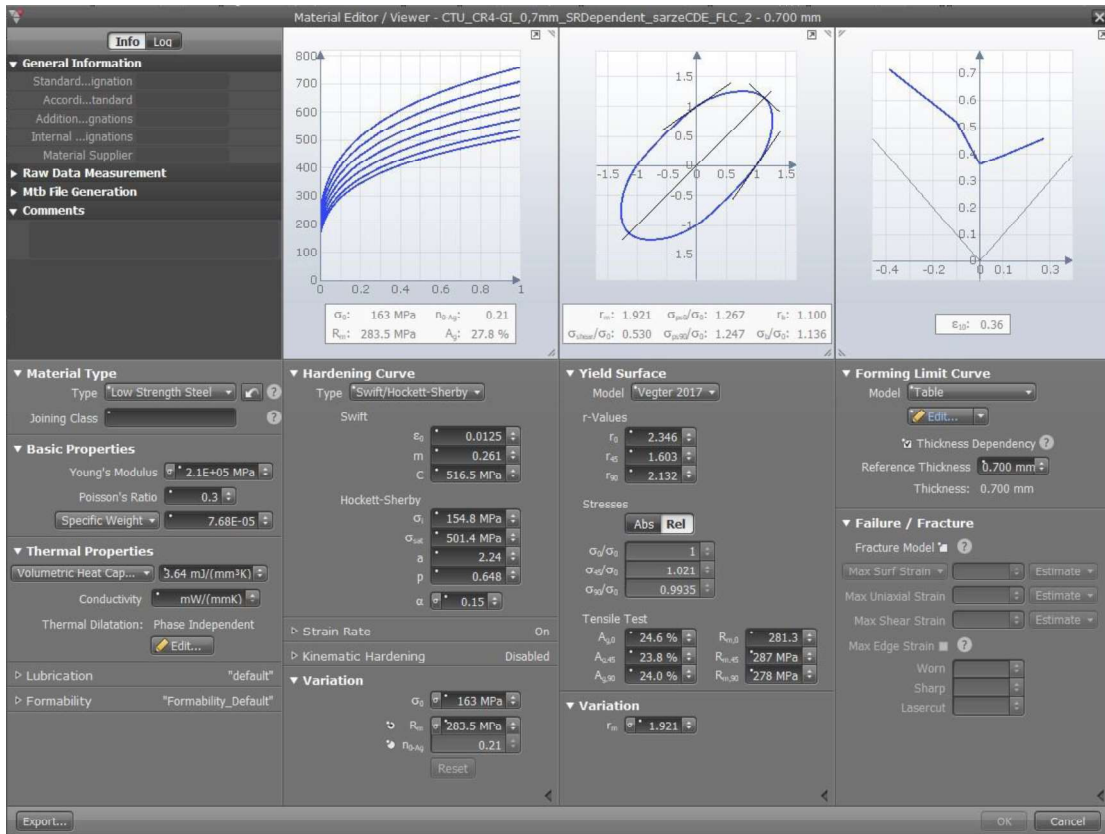 Material Editor / Viewer - CTU_CR4-GI_0,7mm_SRDependent_sarzeCDE_FLC_2 - 0.700 mm
Info Log
General Information
Standard...ignation
Accordi...tandard
Addition...gnations
Internal ...ignations
Material Supplier
Raw Data Measurement
Mtb File Generation
Comments
800
700
600
500
400
300
200
100
0
0 0.2 0.4 0.6 0.8 1
σ₀: 163 MPa n₀₋Ag: 0.21
Rₘ: 283.5 MPa Ag: 27.8 %
1.5
1
0.5
-1.5 -1 -0.5 0 0.5 1 1.5
-0.5
-1
1.5
rₘ: 1.921 σps0/σ₀: 1.267 rb: 1.100
σshear/σ₀: 0.530 σps90/σ₀: 1.247 σb/σ₀: 1.136
0.7
0.6
0.5
0.4
0.3
0.2
0.1
0
-0.4 -0.2 0 0.1 0.3
ε₁₀: 0.36
Material Type
Type Low Strength Steel ?
Joining Class ?
Basic Properties
Young's Modulus σ 2.1E+05 MPa
Poisson's Ratio 0.3
Specific Weight 7.68E-05
Thermal Properties
Volumetric Heat Cap... 3.64 mJ/(mm³K)
Conductivity mW/(mmK)
Thermal Dilatation: Phase Independent
Edit...
Lubrication "default"
Formability "Formability_Default"
Hardening Curve
Type Swift/Hockett-Sherby
Swift
ε₀ 0.0125
m 0.261
C 516.5 MPa
Hockett-Sherby
σi 154.8 MPa
σsat 501.4 MPa
a 2.24
p 0.648
α σ 0.15
Strain Rate On
Kinematic Hardening Disabled
Variation
σ₀ σ 163 MPa
Rₘ σ 283.5 MPa
n₀₋Ag 0.21
Reset
Yield Surface
Model Vegter 2017
r-Values
r₀ 2.346
r₄₅ 1.603
r₉₀ 2.132
Stresses
Abs Rel
σ₀/σ₀ 1
σ₄₅/σ₀ 1.021
σ₉₀/σ₀ 0.9935
Tensile Test
Ag,0 24.6 % Rm,0 281.3
Ag,45 23.8 % Rm,45 287 MPa
Ag,90 24.0 % Rm,90 278 MPa
Variation
rₘ σ 1.921
Forming Limit Curve
Model Table
Edit...
Thickness Dependency ?
Reference Thickness 0.700 mm
Thickness: 0.700 mm
Failure / Fracture
Fracture Model ?
Max Surf Strain Estimate
Max Uniaxial Strain Estimate
Max Shear Strain Estimate
Max Edge Strain ?
Worn
Sharp
Lasercut
Export... OK Cancel